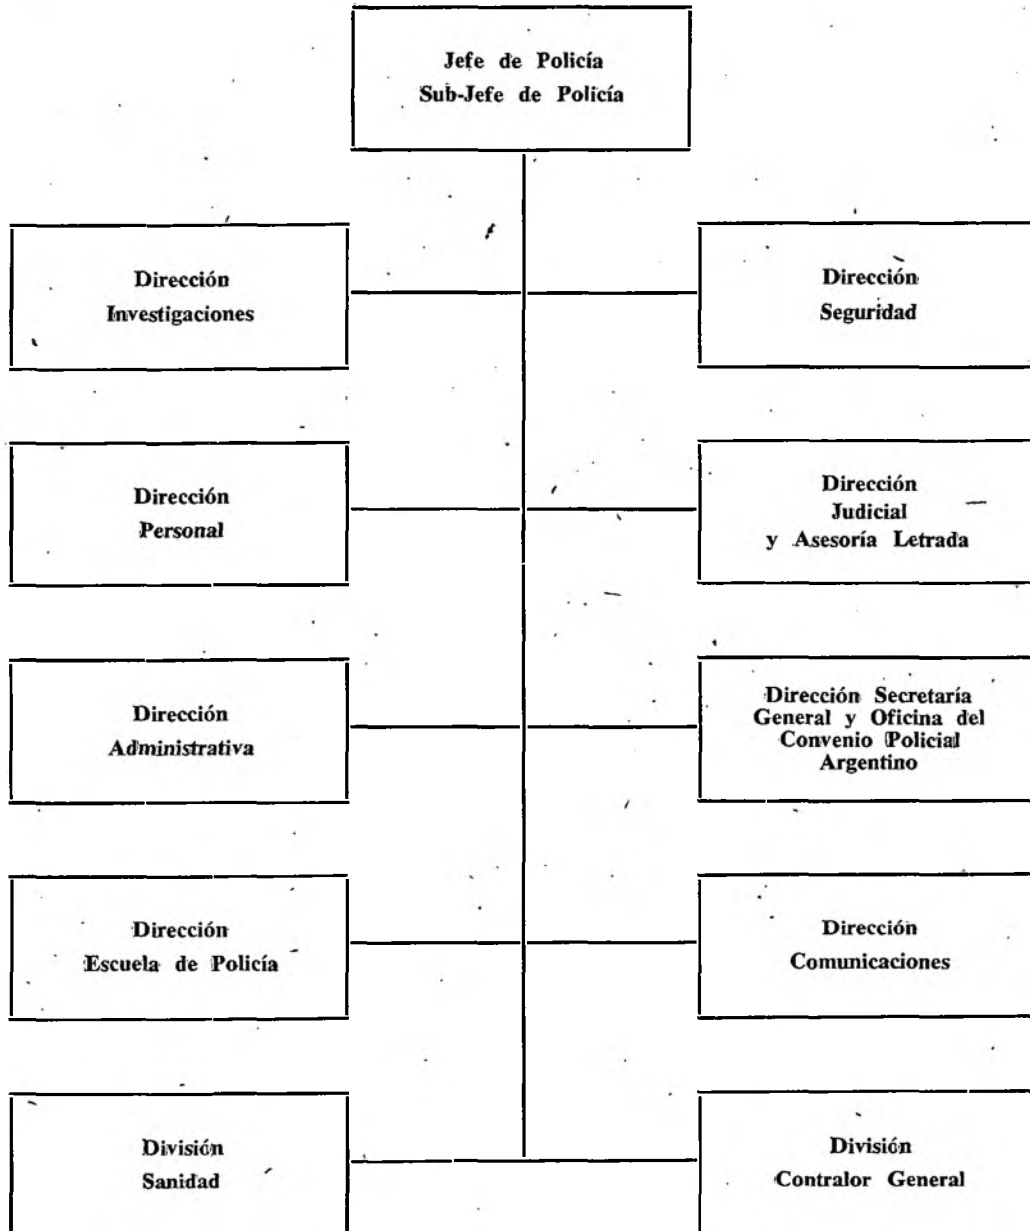 Jefe de Policía
Sub-Jefe de Policía
Dirección
Investigaciones
Dirección
Seguridad
Dirección
Personal
Dirección
Judicial
y Asesoría Letrada
Dirección
Administrativa
Dirección Secretaría
General y Oficina del
Convenio Policial
Argentino
Dirección
Escuela de Policía
Dirección
Comunicaciones
División
Sanidad
División
Contralor General